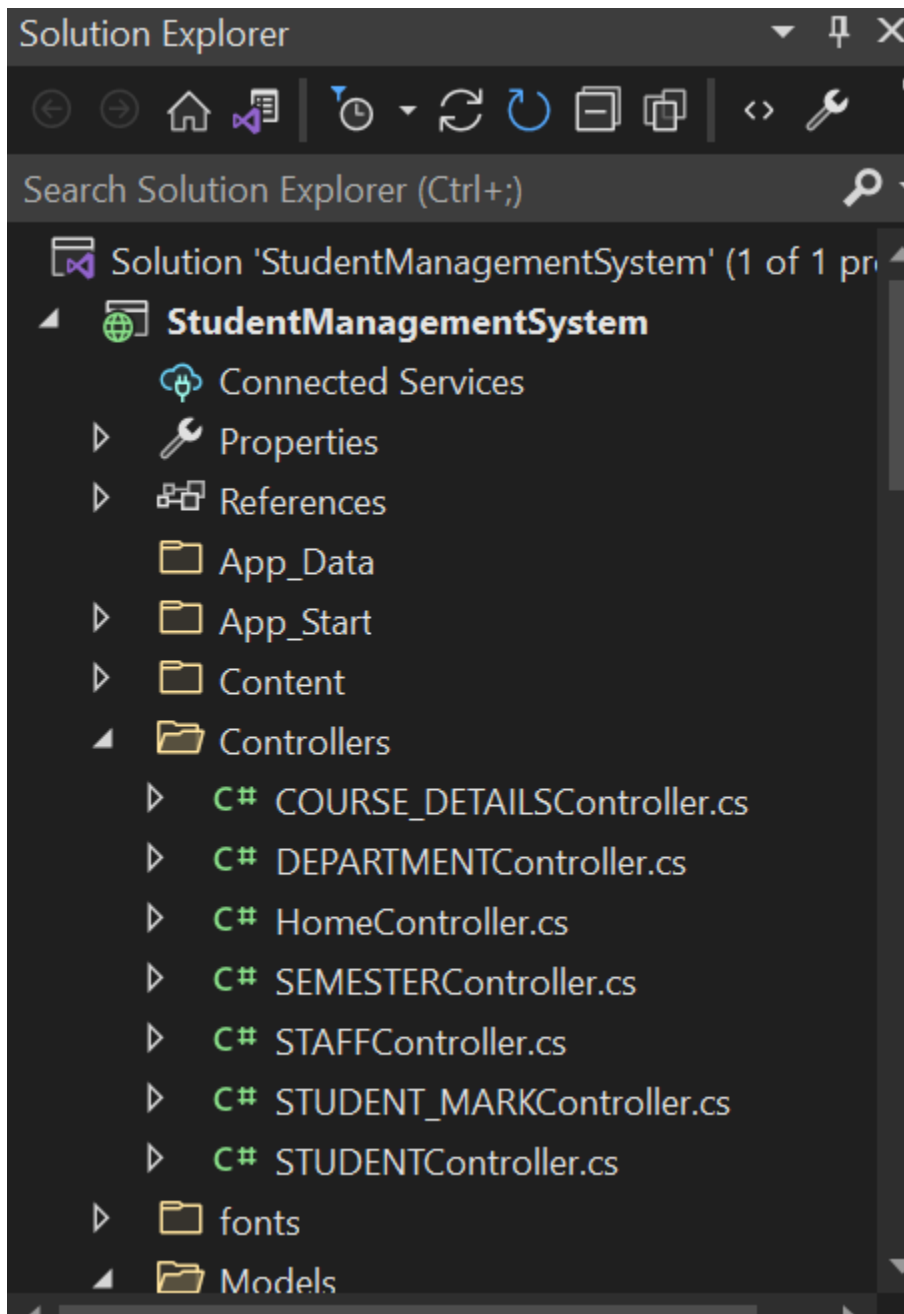 Solution Explorer
Search Solution Explorer (Ctrl+;)
Solution 'StudentManagementSystem' (1 of 1 pr
StudentManagementSystem
Connected Services
Properties
References
App_Data
App_Start
Content
Controllers
C# COURSE_DETAILSController.cs
C# DEPARTMENTController.cs
C# HomeController.cs
C# SEMESTERController.cs
C# STAFFController.cs
C# STUDENT_MARKController.cs
C# STUDENTController.cs
fonts
Models